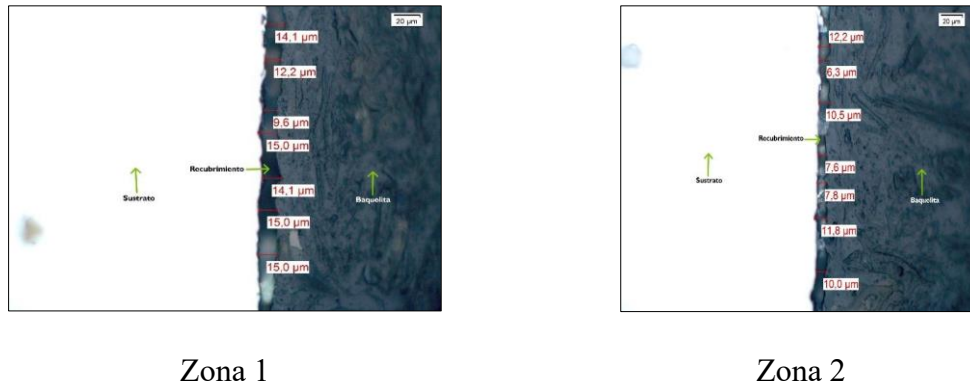 20 µm
14,1 µm
12,2 µm
9,6 µm
15,0 µm
Recubrimiento
14,1 µm
Sustrato
Baquelita
15,0 µm
15,0 µm
20 µm
12,2 µm
6,3 µm
10,5 µm
Recubrimiento
7,6 µm
Sustrato
7,8 µm
Baquelita
11,8 µm
10,0 µm
Zona 1
Zona 2